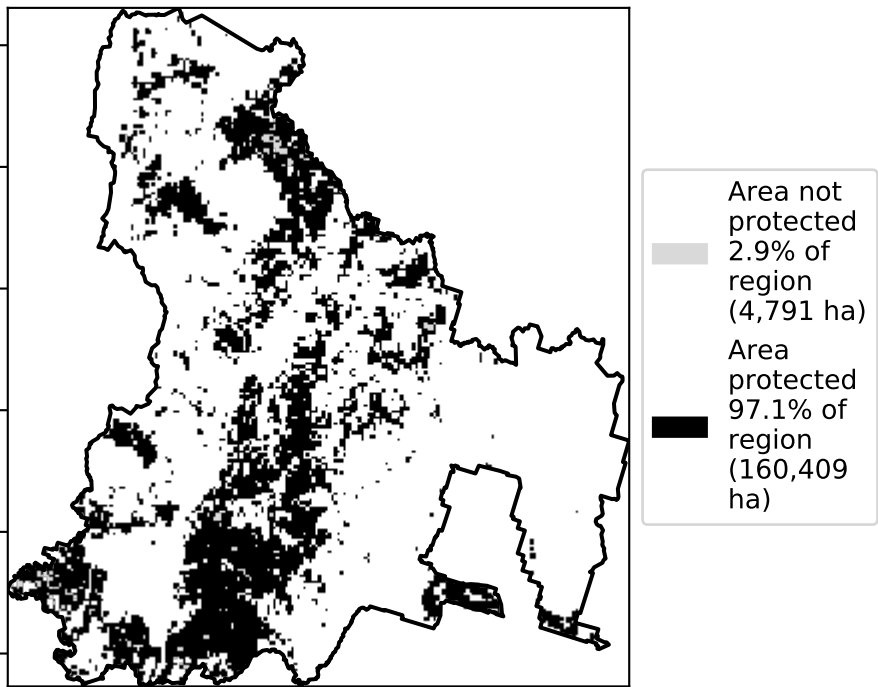 Area not
protected
2.9% of
region
(4,791 ha)
Area
protected
97.1% of
region
(160,409
ha)